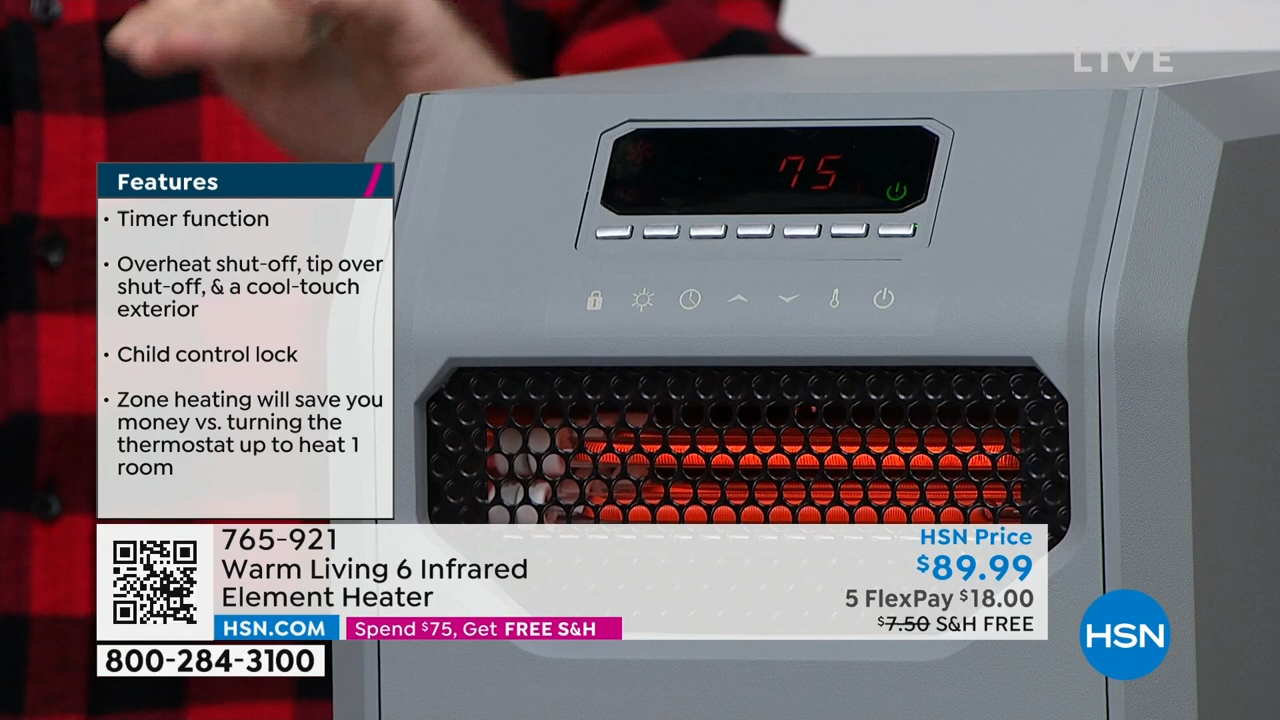 LIVE
75
Features
• Timer function
• Overheat shut-off, tip over
shut-off, & a cool-touch
exterior
• Child control lock
• Zone heating will save you
money vs. turning the
thermostat up to heat 1
room
765-921
Warm Living 6 Infrared
Element Heater
HSN.COM
Spend $75, Get FREE S&H
800-284-3100
HSN Price
$89.99
5 FlexPay $18.00
$7.50 S&H FREE
HSN